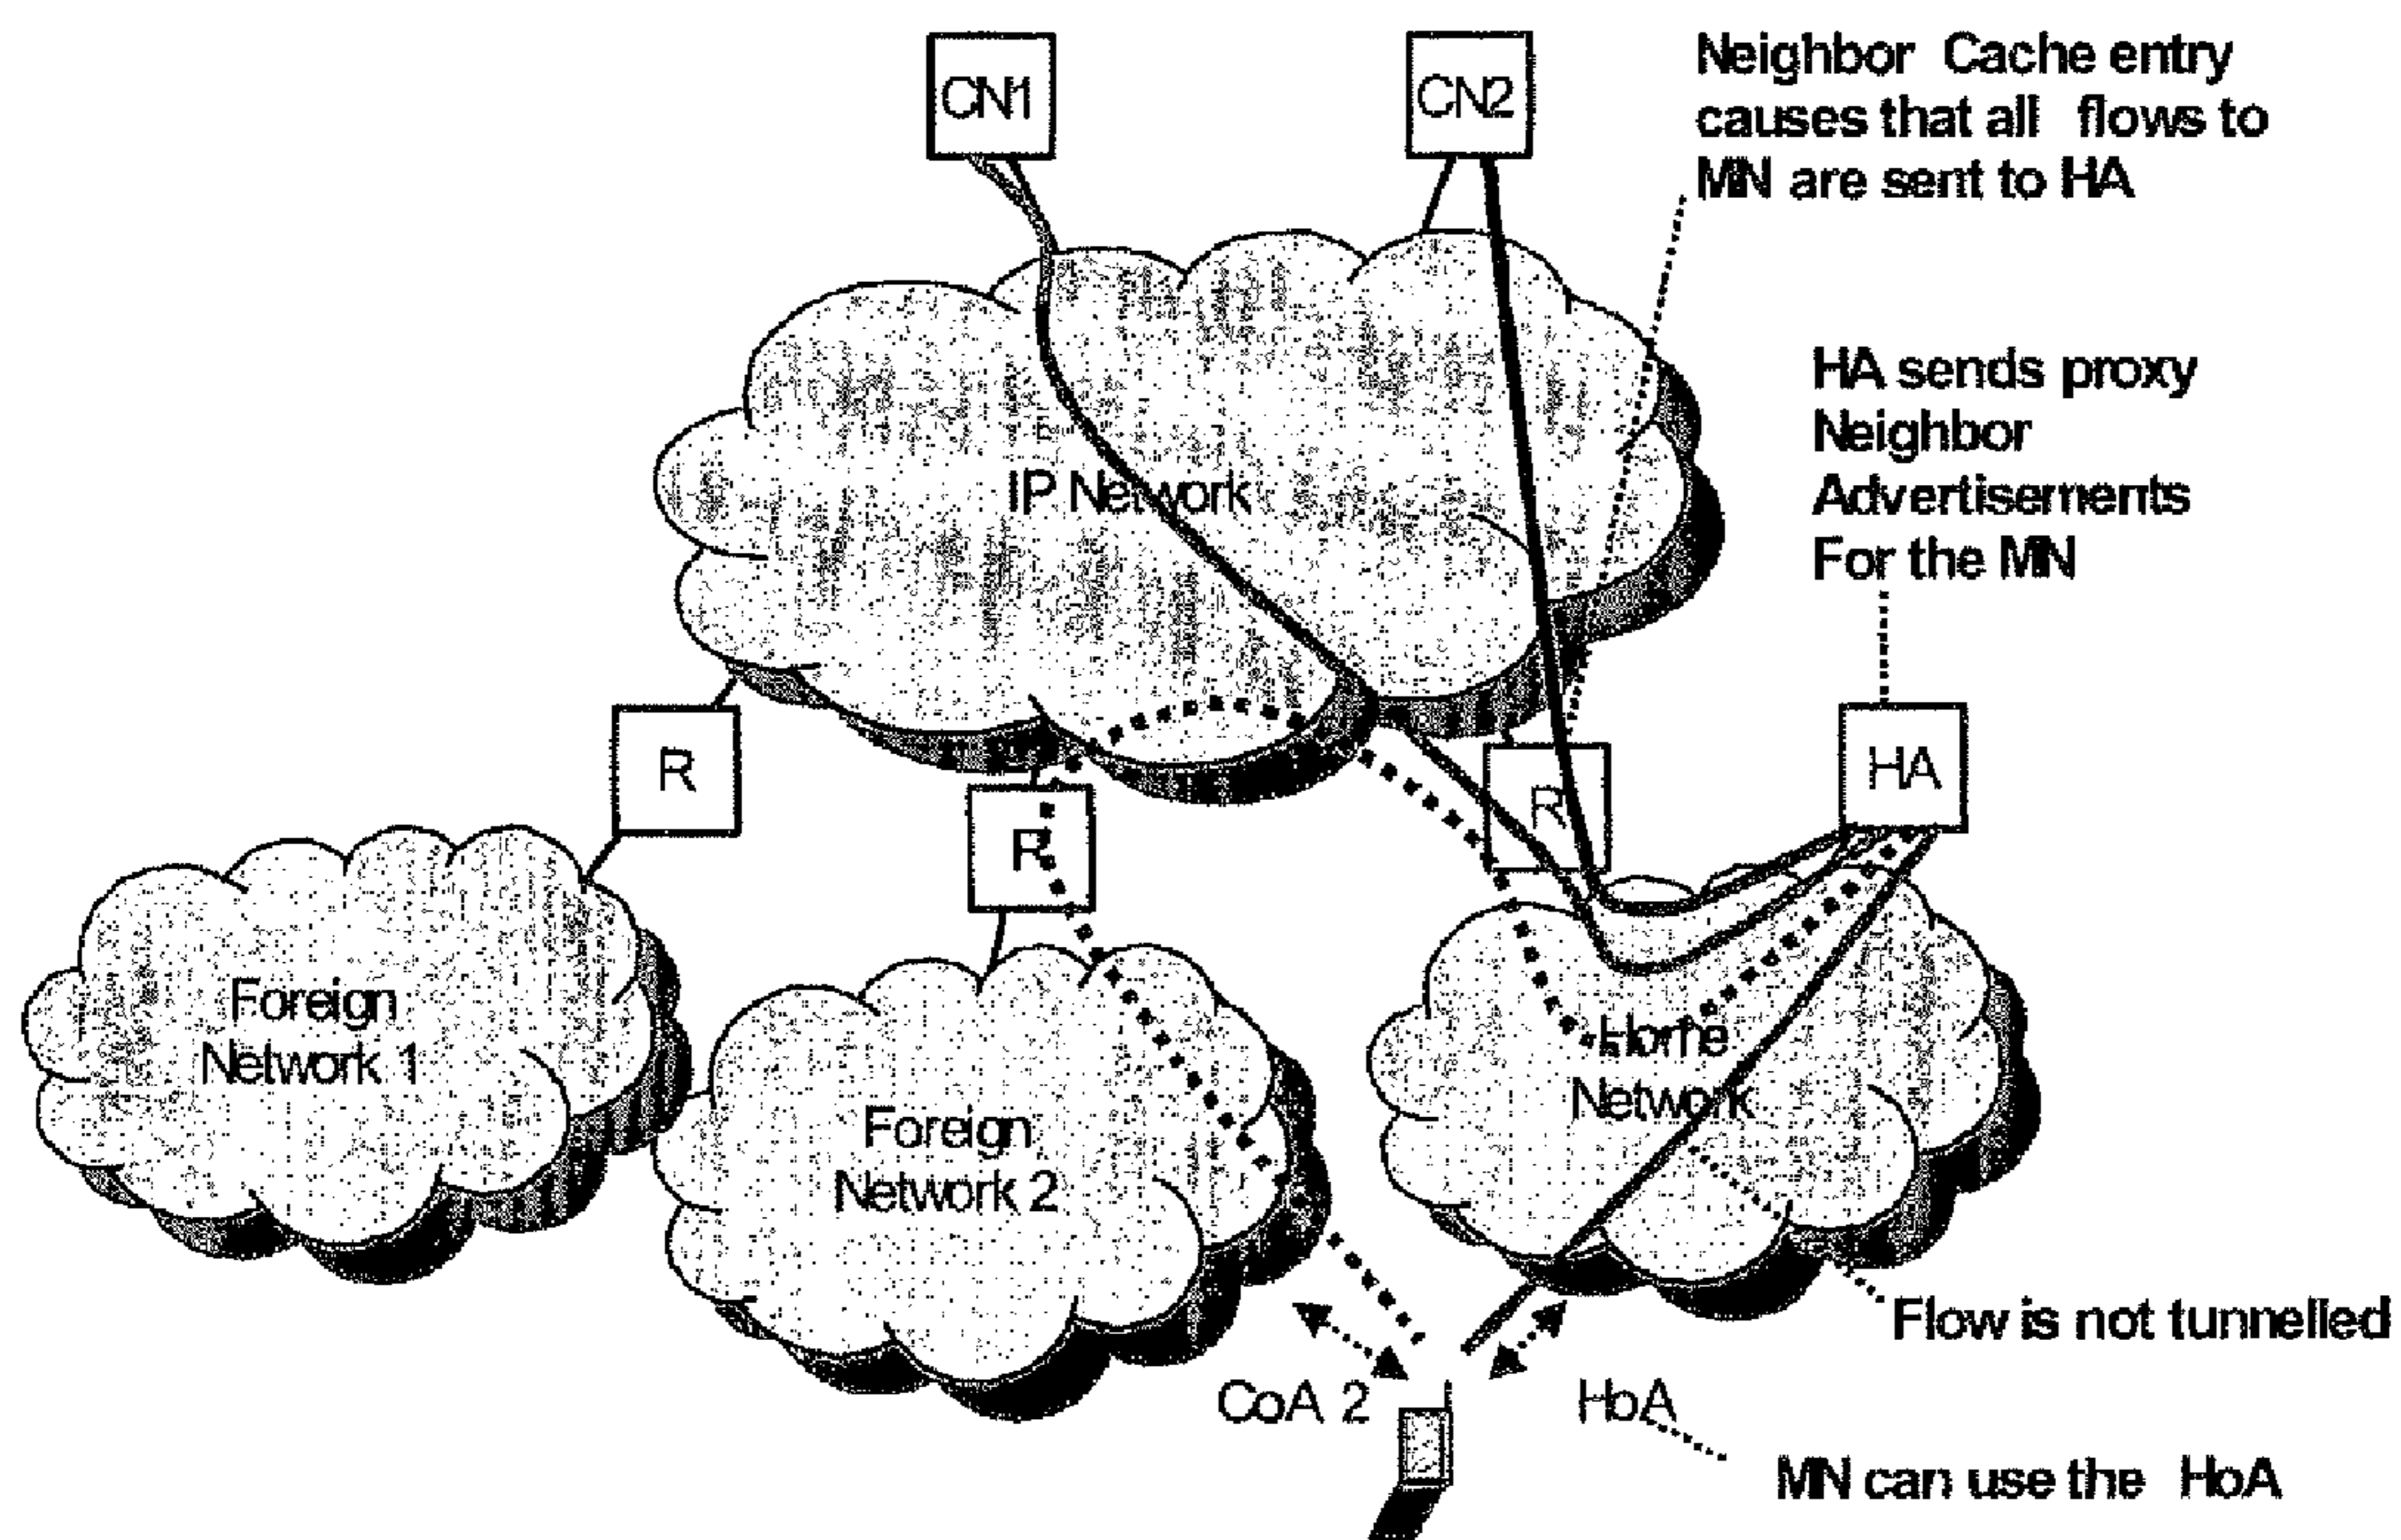 CN1
CN2
Neighbor Cache entry
causes that all flows to
MN are sent to HA
HA sends proxy
Neighbor
Advertisements
For the MN
IP Network
R
R
R
HA
Foreign
Network 1
Foreign
Network 2
Home
Network
Flow is not tunnelled
CoA 2
HoA
MN can use the HoA